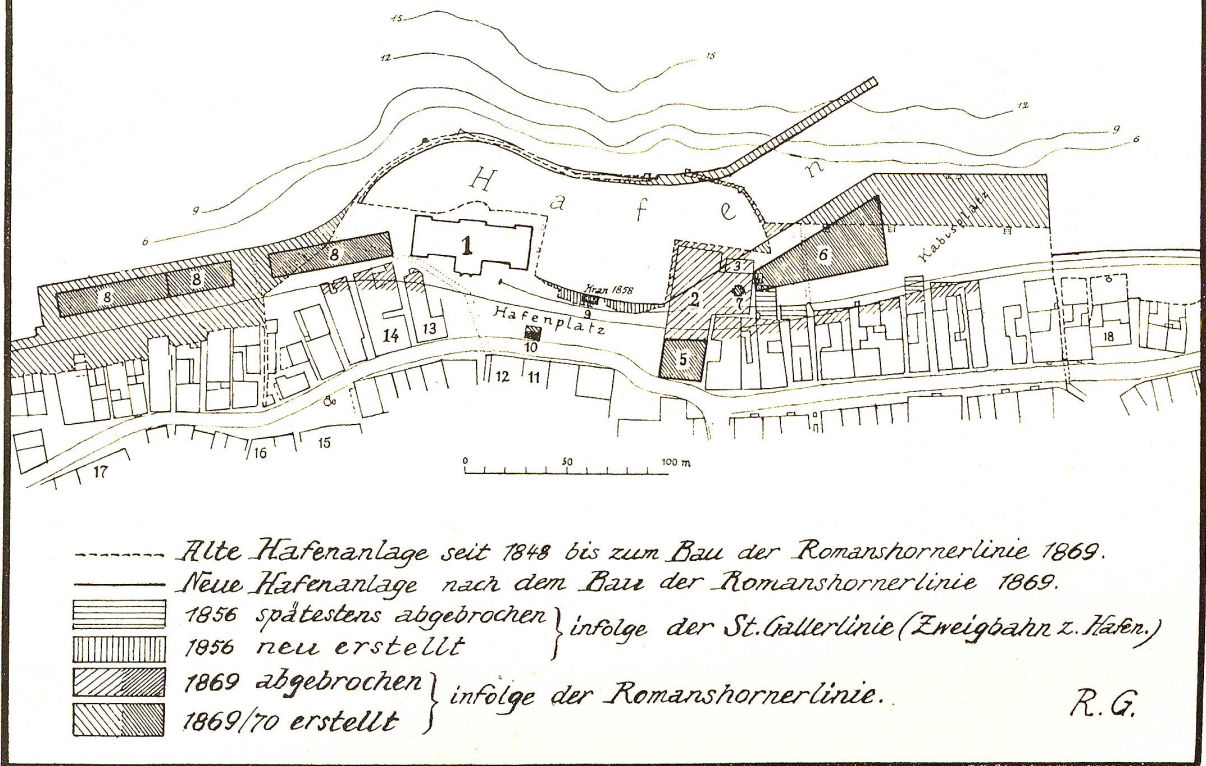 15
15
12
12
9
6
9
6
Hafen
Kabisplatz
1
2
3
5
6
7
8
8
8
Kran 1856
9
Hafenplatz
10
14
13
12
11
15
16
17
18
0 50 100 m
Alte Hafenanlage seit 1848 bis zum Bau der Romanshornerlinie 1869.
Neue Hafenanlage nach dem Bau der Romanshornerlinie 1869.
1856 spätestens abgebrochen
1856 neu erstellt
infolge der St.Gallerlinie (Zweigbahn z. Hafen.)
1869 abgebrochen
1869/70 erstellt
infolge der Romanshornerlinie.
R.G.